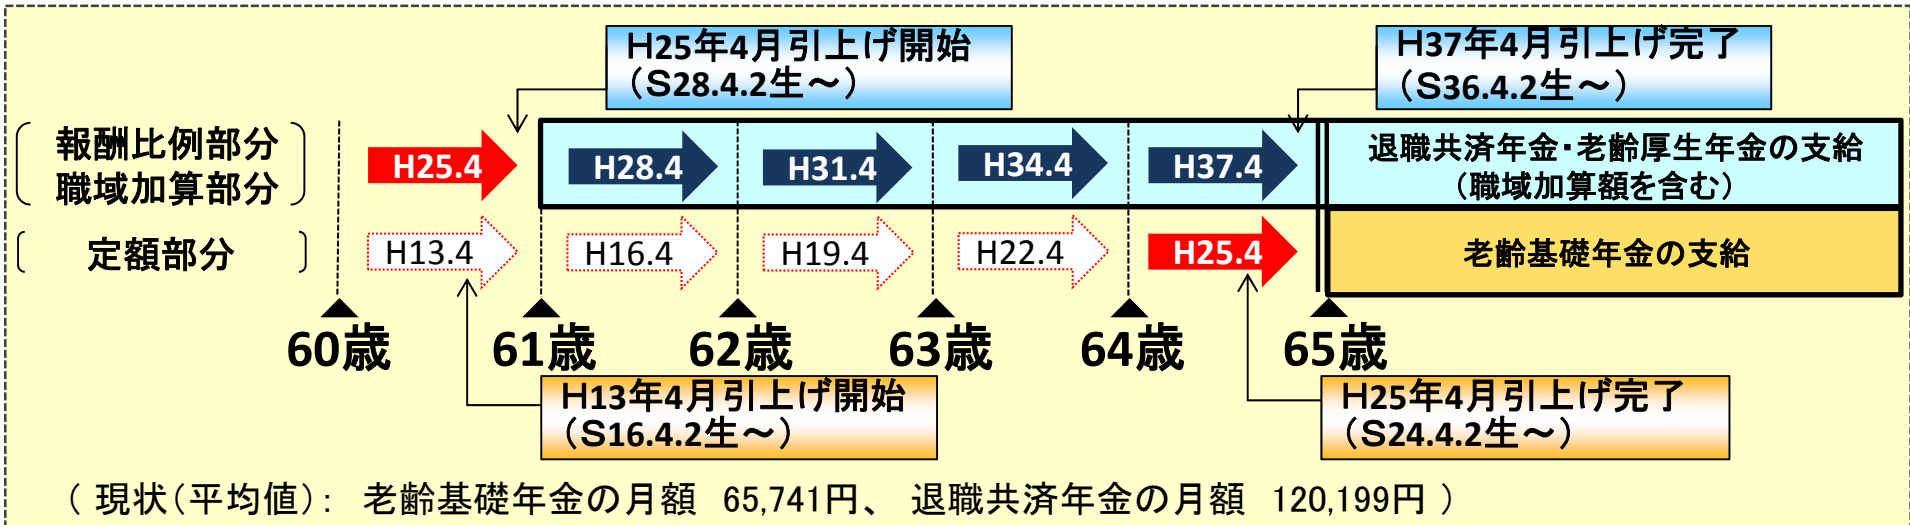 H25年4月引上げ開始
（S28.4.2生～）
H37年4月引上げ完了
（S36.4.2生～）
報酬比例部分
職域加算部分
H25.4
H28.4
H31.4
H34.4
H37.4
退職共済年金・老齢厚生年金の支給
（職域加算額を含む）
定額部分
H13.4
H16.4
H19.4
H22.4
H25.4
老齢基礎年金の支給
60歳
61歳
62歳
63歳
64歳
65歳
H13年4月引上げ開始
（S16.4.2生～）
H25年4月引上げ完了
（S24.4.2生～）
（ 現状（平均値）： 老齢基礎年金の月額 65,741円、 退職共済年金の月額 120,199円 ）